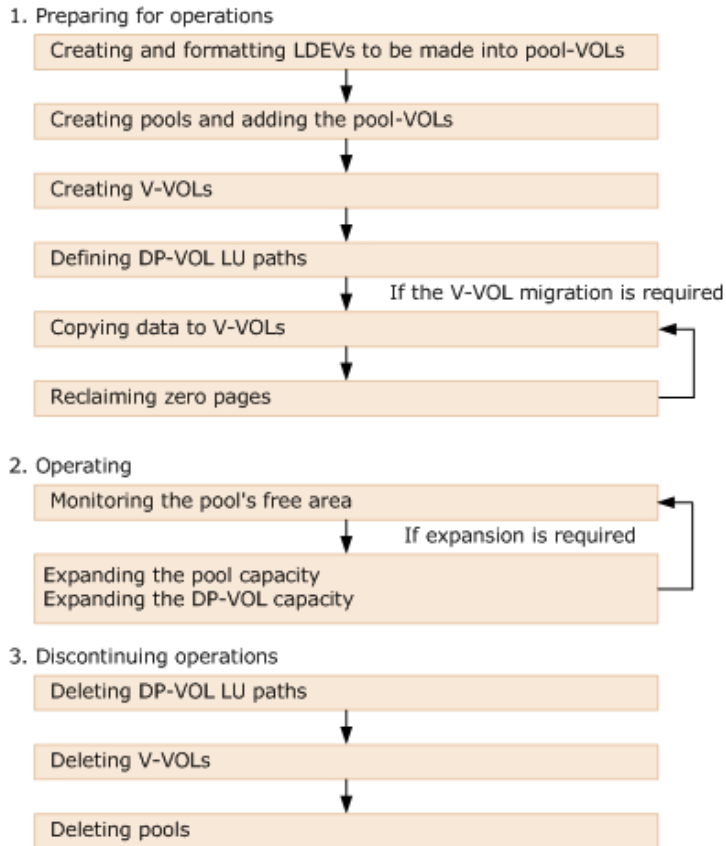 1. Preparing for operations
Creating and formatting LDEVs to be made into pool-VOLs
Creating pools and adding the pool-VOLs
Creating V-VOLs
Defining DP-VOL LU paths
If the V-VOL migration is required
Copying data to V-VOLs
Reclaiming zero pages
2. Operating
Monitoring the pool's free area
If expansion is required
Expanding the pool capacity
Expanding the DP-VOL capacity
3. Discontinuing operations
Deleting DP-VOL LU paths
Deleting V-VOLs
Deleting pools